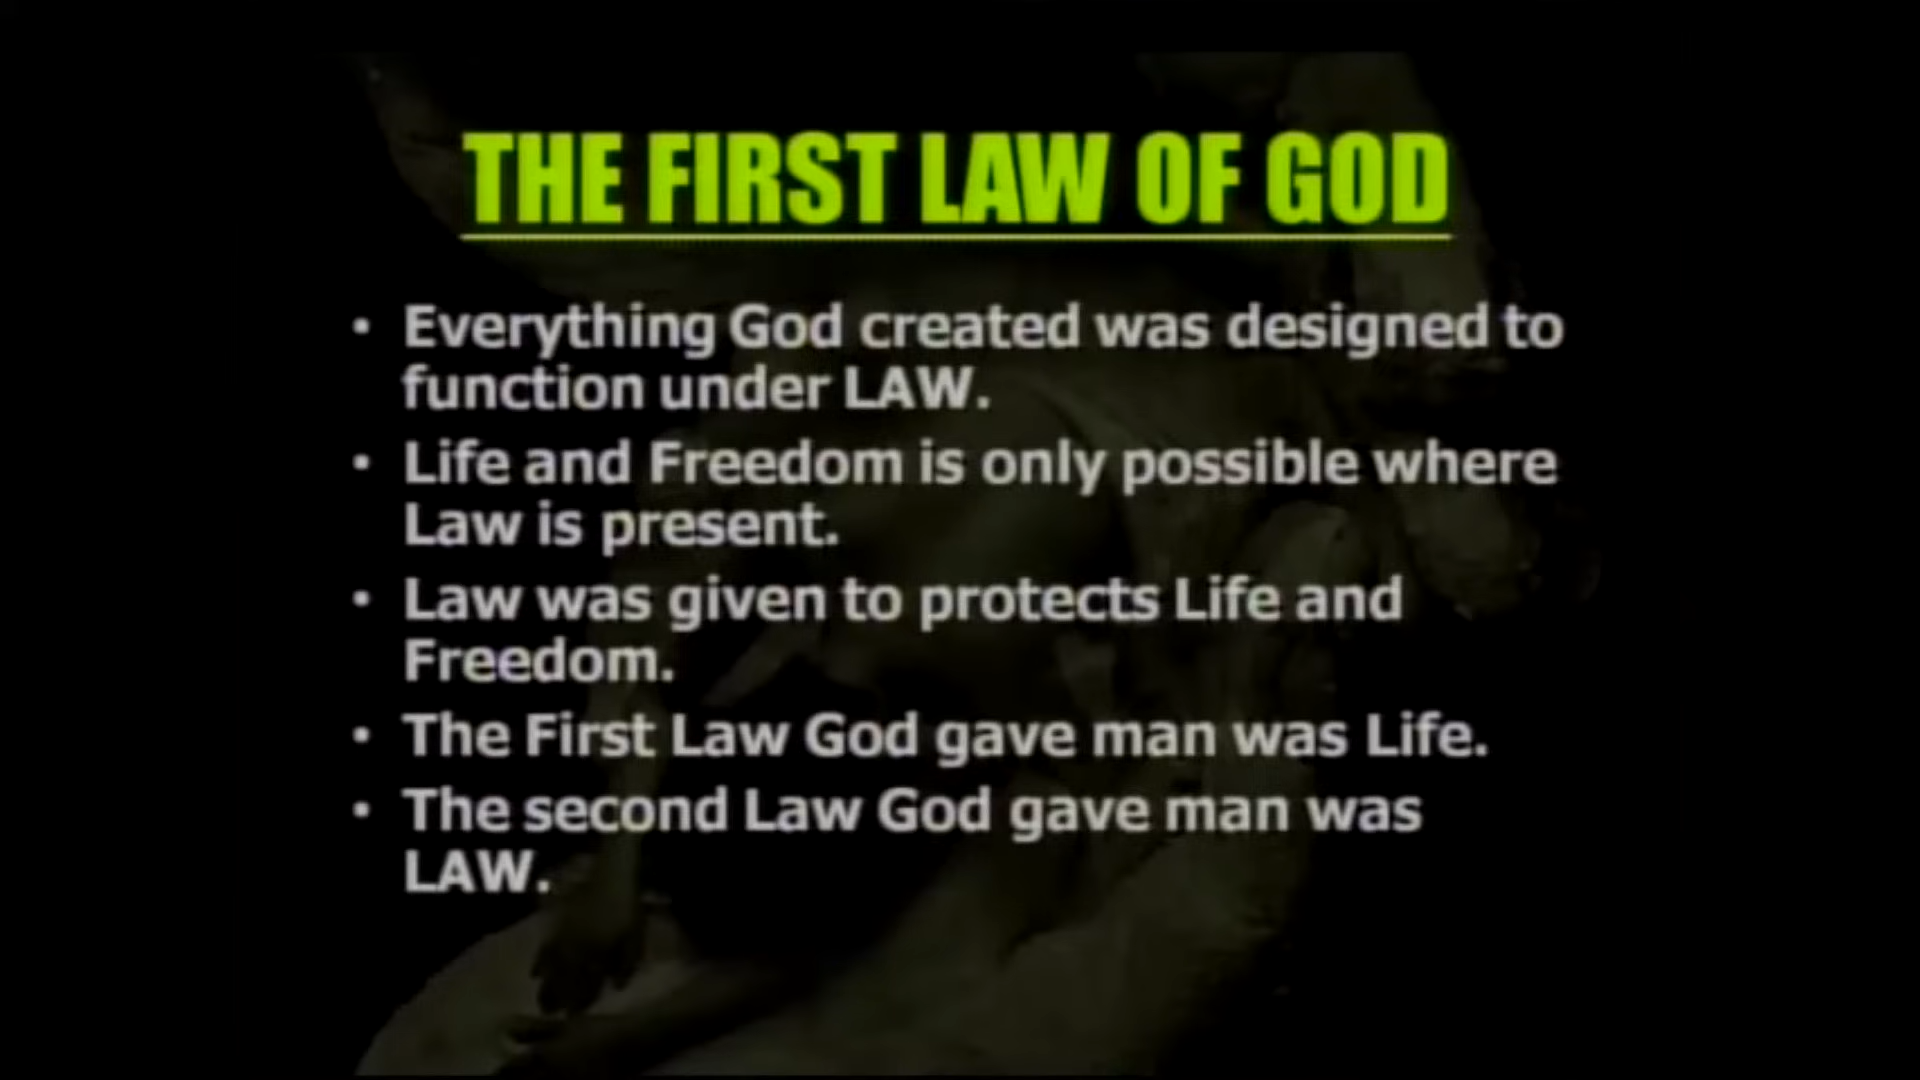 THE FIRST LAW OF GOD
• Everything God created was designed to
function under LAW.
• Life and Freedom is only possible where
Law is present.
• Law was given to protects Life and
Freedom.
• The First Law God gave man was Life.
• The second Law God gave man was
LAW.